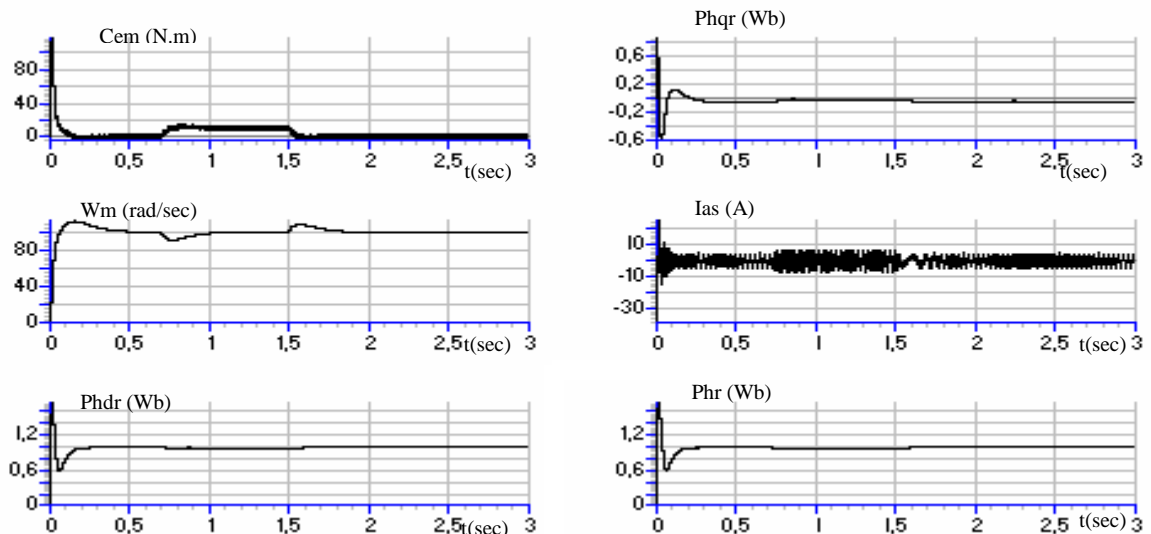 Cem (N.m)
80
40
0
0 0,5 1 1,5 2 2,5 3
t(sec)
Phqr (Wb)
0,6
0,2
-0,2
-0,6
0 0,5 1 1,5 2 2,5 3
t(sec)
Wm (rad/sec)
80
40
0
0 0,5 1 1,5 2 2,5 t(sec) 3
Ias (A)
10
-10
-30
0 0,5 1 1,5 2 2,5 t(sec) 3
Phdr (Wb)
1,2
0,6
0
0 0,5 1 1,5 2 2,5 t(sec) 3
Phr (Wb)
1,2
0,6
0
0 0,5 1 1,5 2 2,5 t(sec) 3